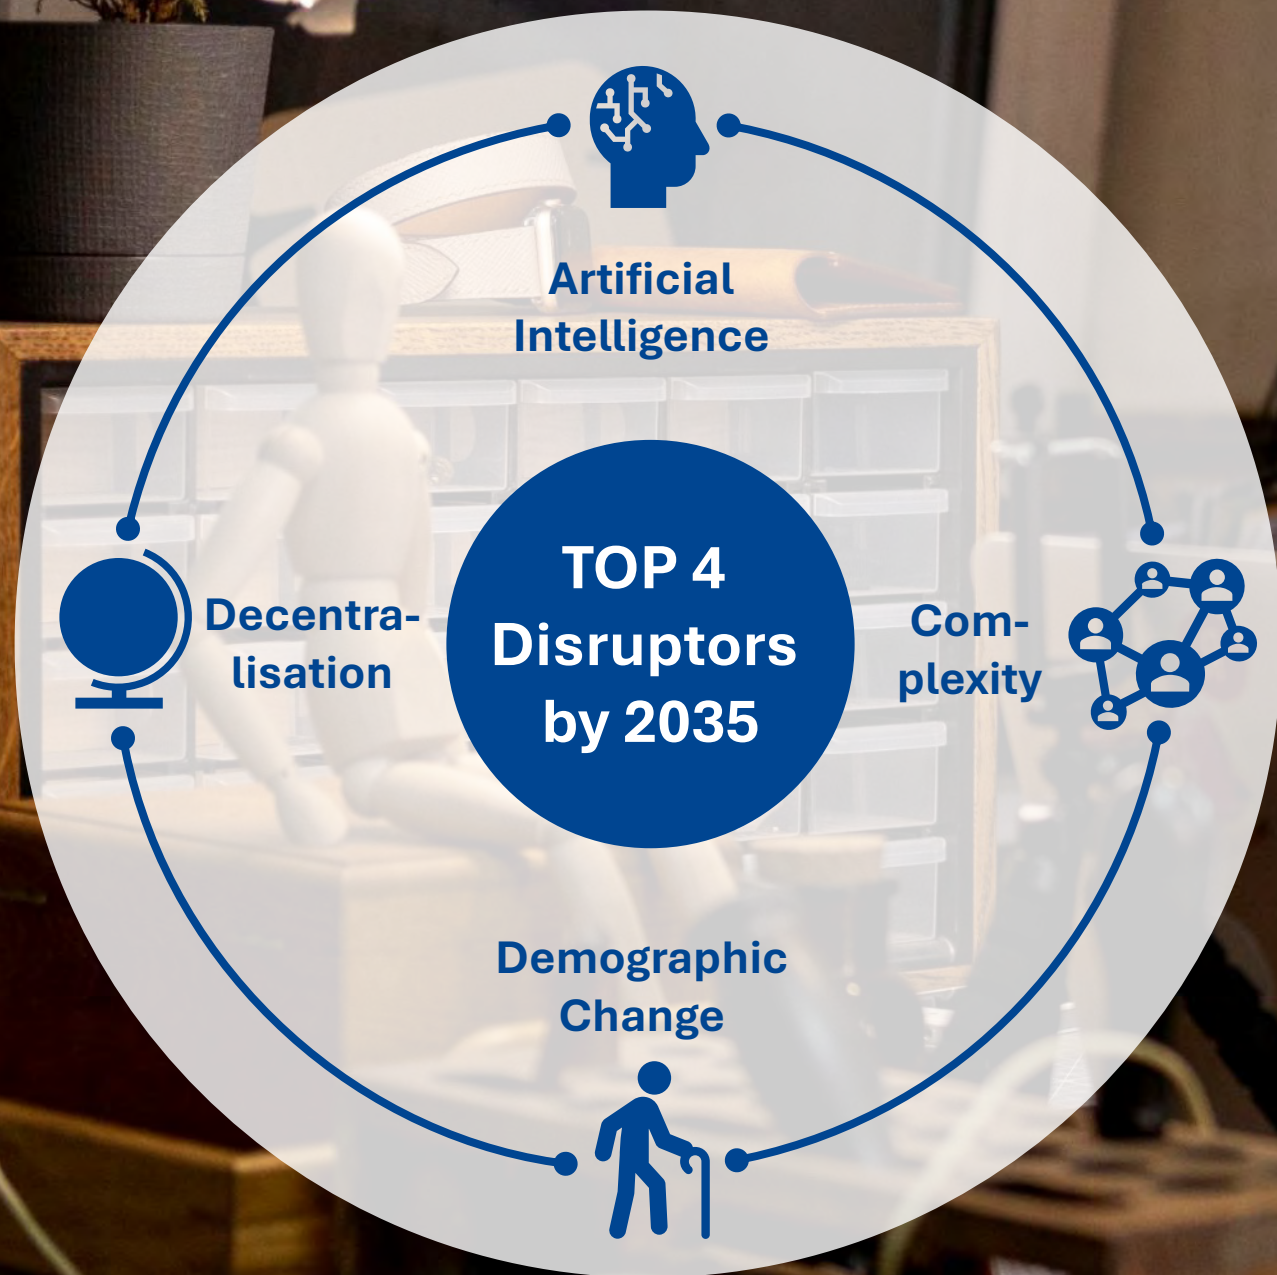 Artificial
Intelligence
TOP 4
Disruptors
by 2035
Decentra-
lisation
Com-
plexity
Demographic
Change